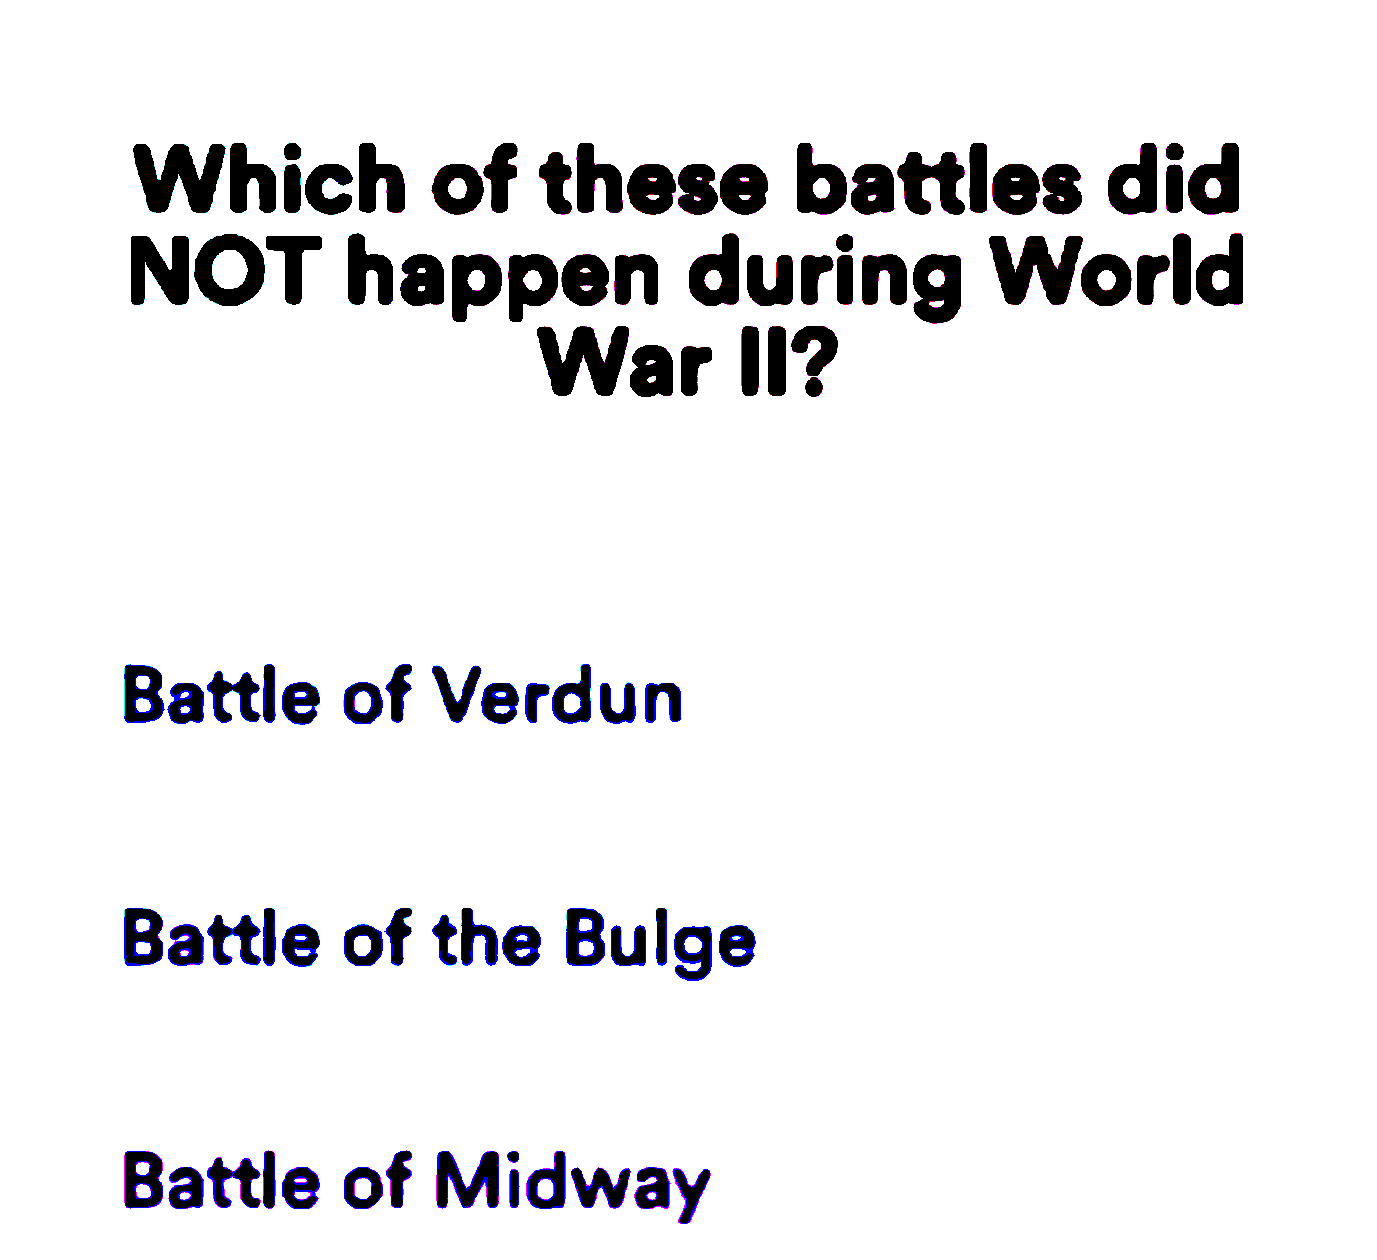 Which of these battles did
NOT happen during World
War II?
Battle of Verdun
Battle of the Bulge
Battle of Midway